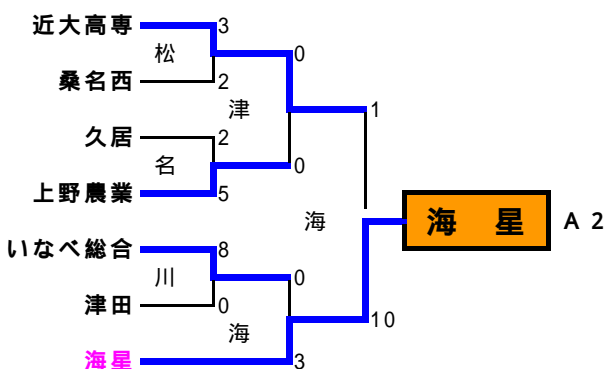 近大高専
3
松
0
桑名西
2
津
1
久居
2
名
0
上野農業
5
海
海 星
A 2
いなべ総合
8
川
0
津田
0
海
10
海星
3